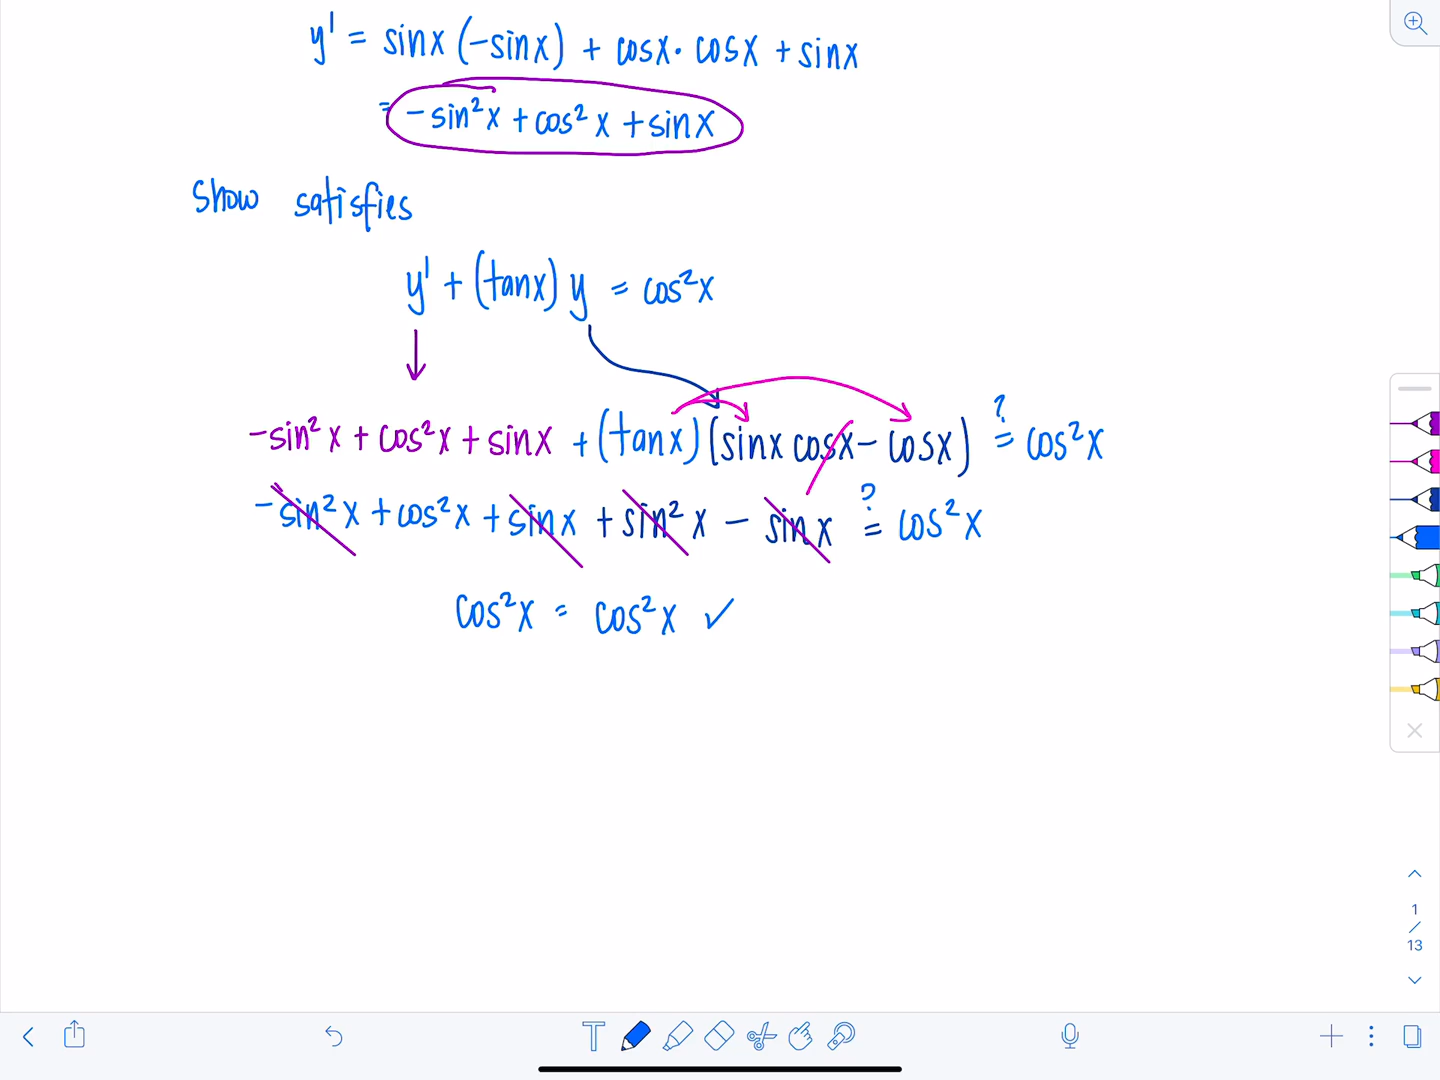 y' = sinx (-sinx) + cosx · cosx + sinx
= -sin²x + cos²x + sinx
Show satisfies
y' + (tanx) y = cos²x
-sin²x + cos²x + sinx + (tanx) (sinx cosx - cosx) ?= cos²x
-sin²x + cos²x + sinx + sin²x - sinx ?= cos²x
cos²x = cos²x ✓
1
/
13
T